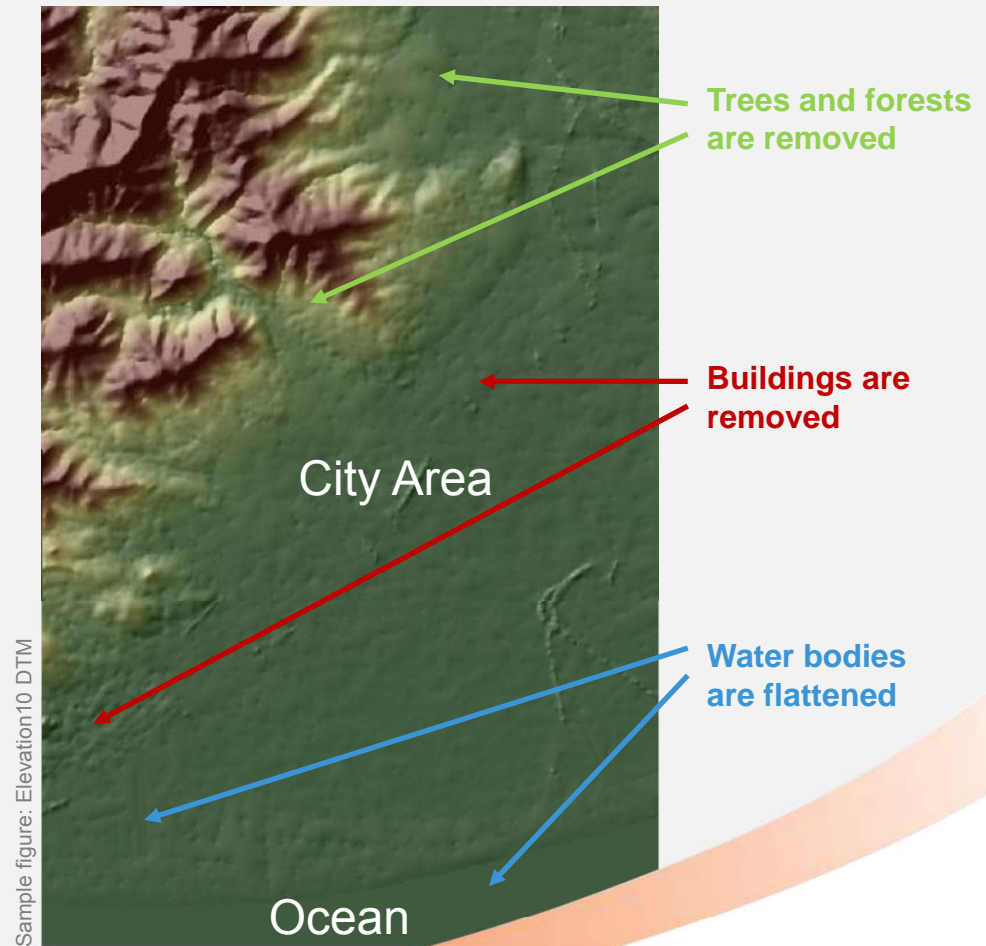 Trees and forests
are removed
Buildings are
removed
City Area
Water bodies
are flattened
Ocean
Sample figure: Elevation10 DTM